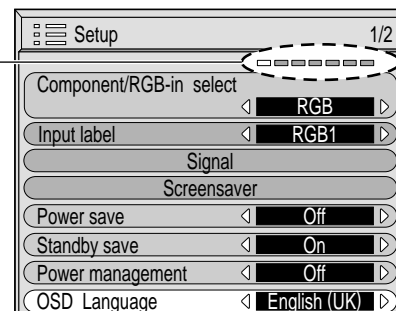 Setup 1/2
Component/RGB-in select
RGB
Input label RGB1
Signal
Screensaver
Power save Off
Standby save On
Power management Off
OSD Language English (UK)